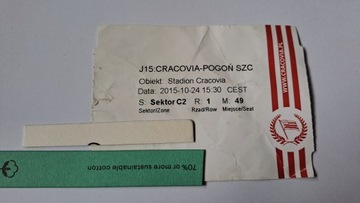 J15:CRACOVIA-POGOŃ SZC
Obiekt: Stadion Cracovia
Data: 2015-10-24 15:30 CEST
S: Sektor C2 R: 1 M: 49
Sektor/Zone Rząd/Row Miejsce/Seat
WWW.CRACOVIA.PL
70% or more sustainable cotton